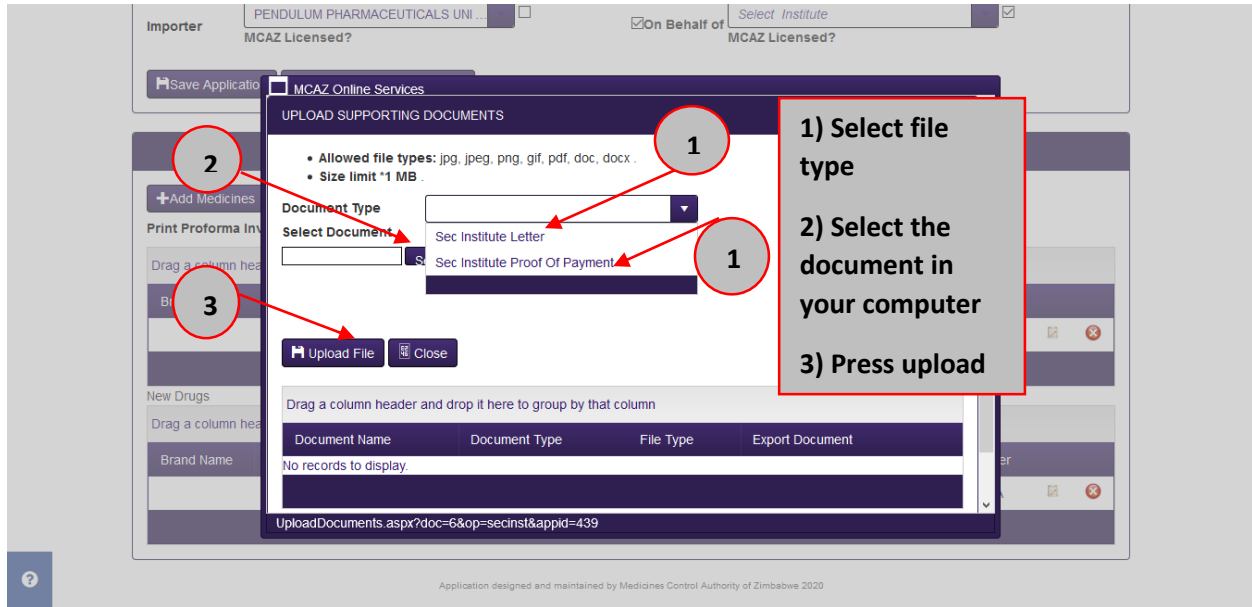 PENDULUM PHARMACEUTICALS UNI ...
Importer
MCAZ Licensed?
On Behalf of
Select Institute
MCAZ Licensed?
Save Applicatio
MCAZ Online Services
UPLOAD SUPPORTING DOCUMENTS
• Allowed file types: jpg, jpeg, png, gif, pdf, doc, docx .
• Size limit *1 MB .
Document Type
Select Document
Sec Institute Letter
Sec Institute Proof Of Payment
1
1
2
3
1) Select file
type
2) Select the
document in
your computer
3) Press upload
Add Medicines
Print Proforma Inv
Drag a column hea
Upload File
Close
Drag a column header and drop it here to group by that column
Document Name Document Type File Type Export Document
No records to display.
New Drugs
Drag a column hea
Brand Name
er
UploadDocuments.aspx?doc=6&op=secinst&appid=439
?
Application designed and maintained by Medicines Control Authority of Zimbabwe 2020